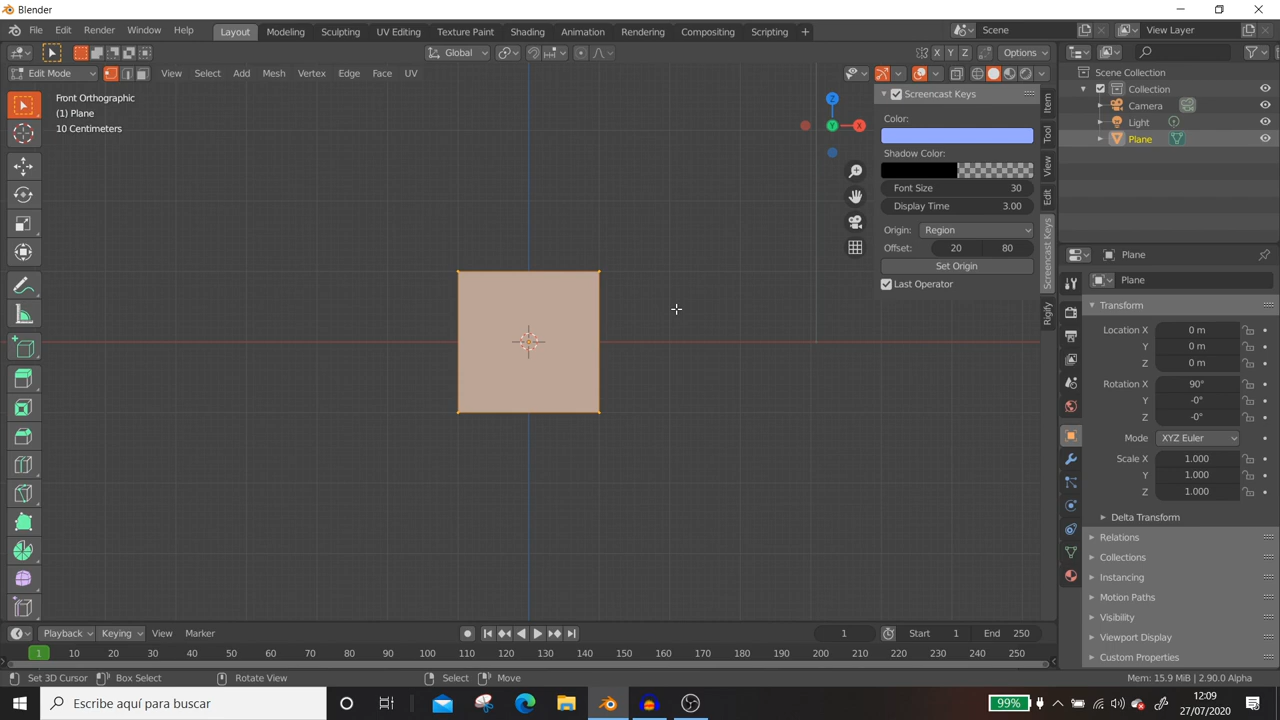 Blender
File Edit Render Window Help Layout Modeling Sculpting UV Editing Texture Paint Shading Animation Rendering Compositing Scripting + Scene View Layer
Global X Y Z Options
Edit Mode View Select Add Mesh Vertex Edge Face UV
Front Orthographic
(1) Plane
10 Centimeters
Z
Y
X
Screencast Keys
Color:
Shadow Color:
Font Size 30
Display Time 3.00
Origin: Region
Offset: 20 80
Set Origin
Last Operator
Item
Tool
View
Edit
Screencast Keys
Rigify
Scene Collection
Collection
Camera
Light
Plane
Plane
Plane
Transform
Location X 0 m
Y 0 m
Z 0 m
Rotation X 90°
Y -0°
Z -0°
Mode XYZ Euler
Scale X 1.000
Y 1.000
Z 1.000
Delta Transform
Relations
Collections
Instancing
Motion Paths
Visibility
Viewport Display
Custom Properties
Playback Keying View Marker 1 Start 1 End 250
1 10 20 30 40 50 60 70 80 90 100 110 120 130 140 150 160 170 180 190 200 210 220 230 240 250
Set 3D Cursor Box Select Rotate View Select Move Mem: 15.9 MiB | 2.90.0 Alpha
Escribe aquí para buscar
99%
12:09
27/07/2020